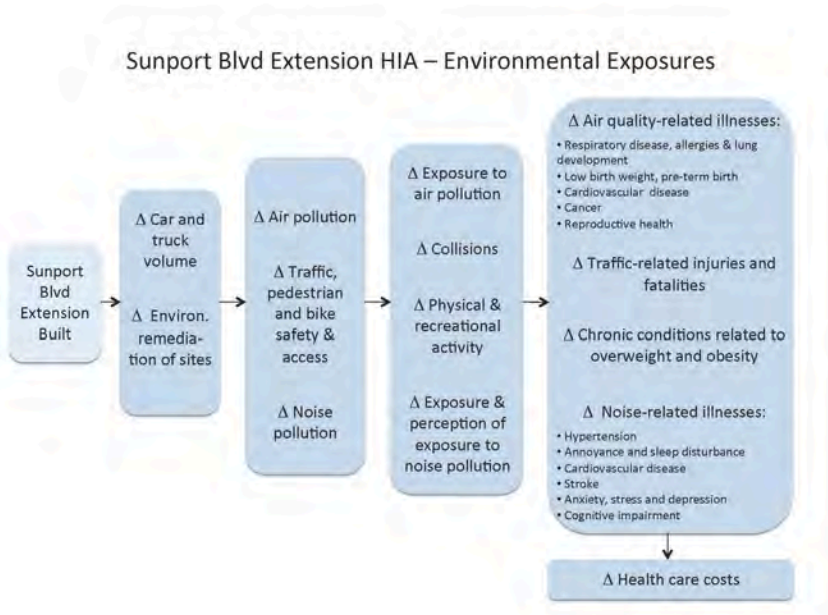 Sunport Blvd Extension HIA – Environmental Exposures
Sunport
Blvd
Extension
Built
Δ Car and
truck
volume
Δ Environ.
remedia-
tion of sites
Δ Air pollution
Δ Traffic,
pedestrian
and bike
safety &
access
Δ Noise
pollution
Δ Exposure to
air pollution
Δ Collisions
Δ Physical &
recreational
activity
Δ Exposure &
perception of
exposure to
noise pollution
Δ Air quality-related illnesses:
• Respiratory disease, allergies & lung
development
• Low birth weight, pre-term birth
• Cardiovascular disease
• Cancer
• Reproductive health
Δ Traffic-related injuries and
fatalities
Δ Chronic conditions related to
overweight and obesity
Δ Noise-related illnesses:
• Hypertension
• Annoyance and sleep disturbance
• Cardiovascular disease
• Stroke
• Anxiety, stress and depression
• Cognitive impairment
Δ Health care costs